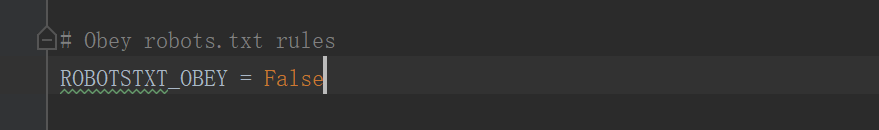 # Obey robots.txt rules
ROBOTSTXT_OBEY = False